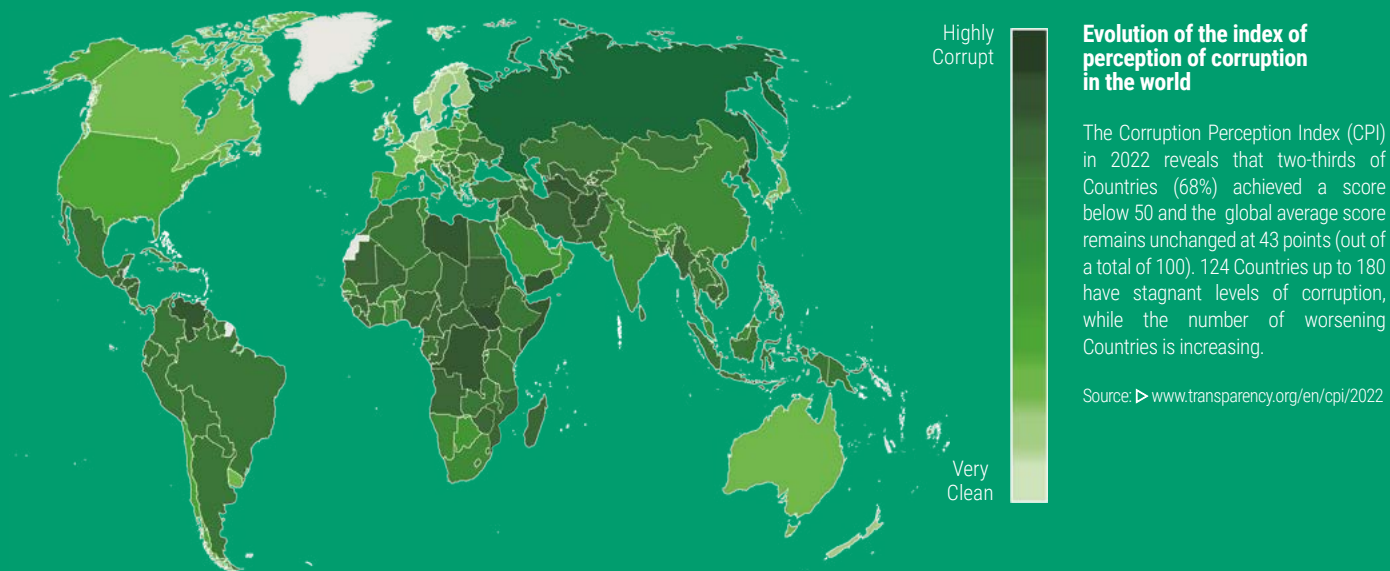 Highly
Corrupt
Very
Clean
Evolution of the index of
perception of corruption
in the world
The Corruption Perception Index (CPI)
in 2022 reveals that two-thirds of
Countries (68%) achieved a score
below 50 and the global average score
remains unchanged at 43 points (out of
a total of 100). 124 Countries up to 180
have stagnant levels of corruption,
while the number of worsening
Countries is increasing.
Source: ▷ www.transparency.org/en/cpi/2022